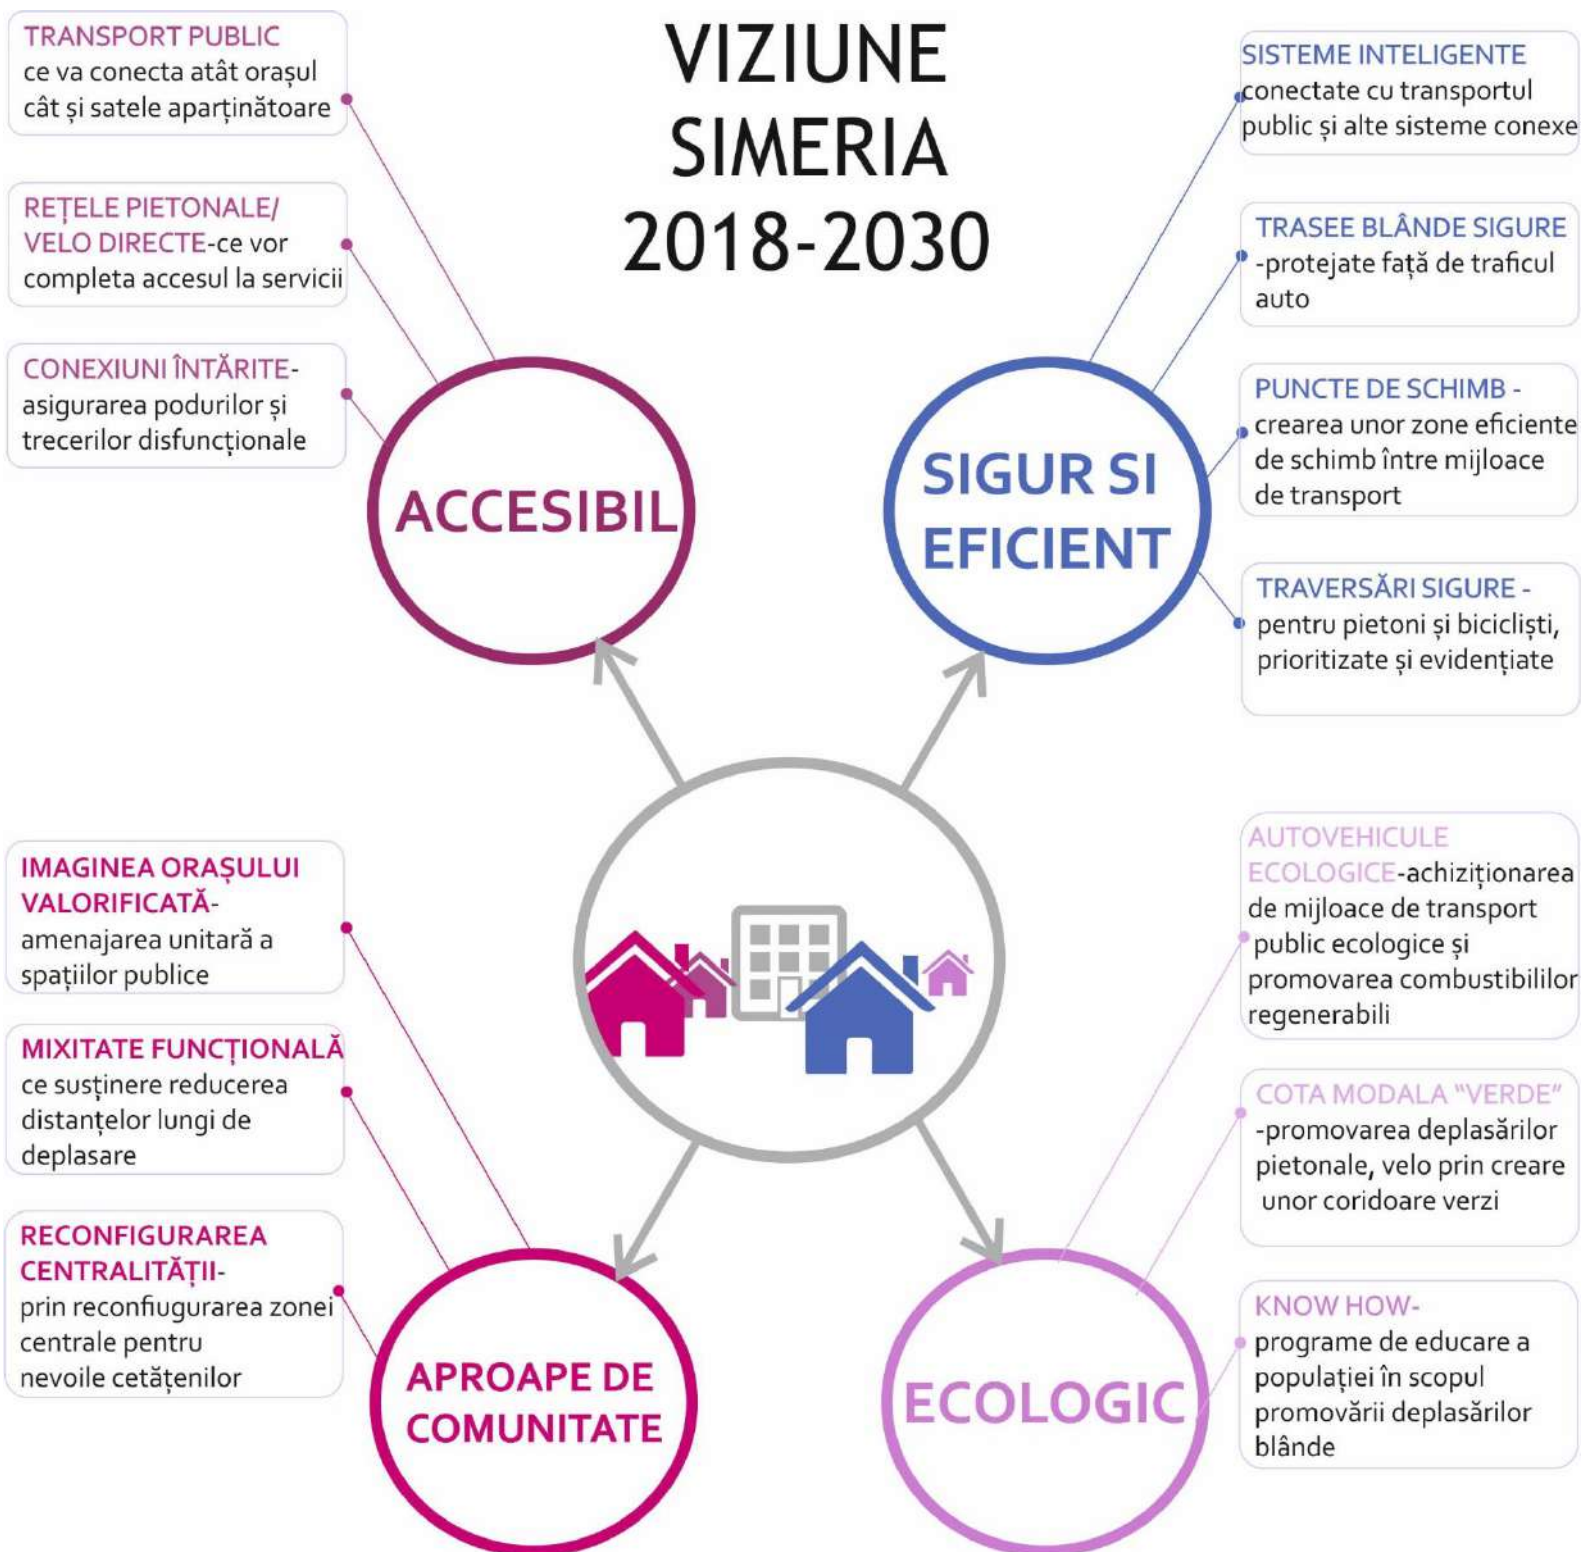 VIZIUNE
SIMERIA
2018-2030
TRANSPORT PUBLIC
ce va conecta atât orașul
cât și satele aparținătoare
REȚELE PIETONALE/
VELO DIRECTE-ce vor
completa accesul la servicii
CONEXIUNI ÎNTĂRITE-
asigurarea podurilor și
trecerilor disfuncționale
ACCESIBIL
SISTEME INTELIGENTE
conectate cu transportul
public și alte sisteme conexe
TRASEE BLÂNDE SIGURE
-protejate față de traficul
auto
PUNCTE DE SCHIMB -
crearea unor zone eficiente
de schimb între mijloace
de transport
TRAVERSĂRI SIGURE -
pentru pietoni și bicicliști,
prioritizate și evidențiate
SIGUR SI
EFICIENT
IMAGINEA ORAȘULUI
VALORIFICATĂ-
amenajarea unitară a
spațiilor publice
MIXITATE FUNCȚIONALĂ
ce susținere reducerea
distanțelor lungi de
deplasare
RECONFIGURAREA
CENTRALITĂȚII-
prin reconfiugurarea zonei
centrale pentru
nevoile cetățenilor
APROAPE DE
COMUNITATE
AUTOVEHICULE
ECOLOGICE-achiziționarea
de mijloace de transport
public ecologice și
promovarea combustibililor
regenerabili
COTA MODALA "VERDE"
-promovarea deplasărilor
pietonale, velo prin creare
unor coridoare verzi
KNOW HOW-
programe de educare a
populației în scopul
promovării deplasărilor
blânde
ECOLOGIC